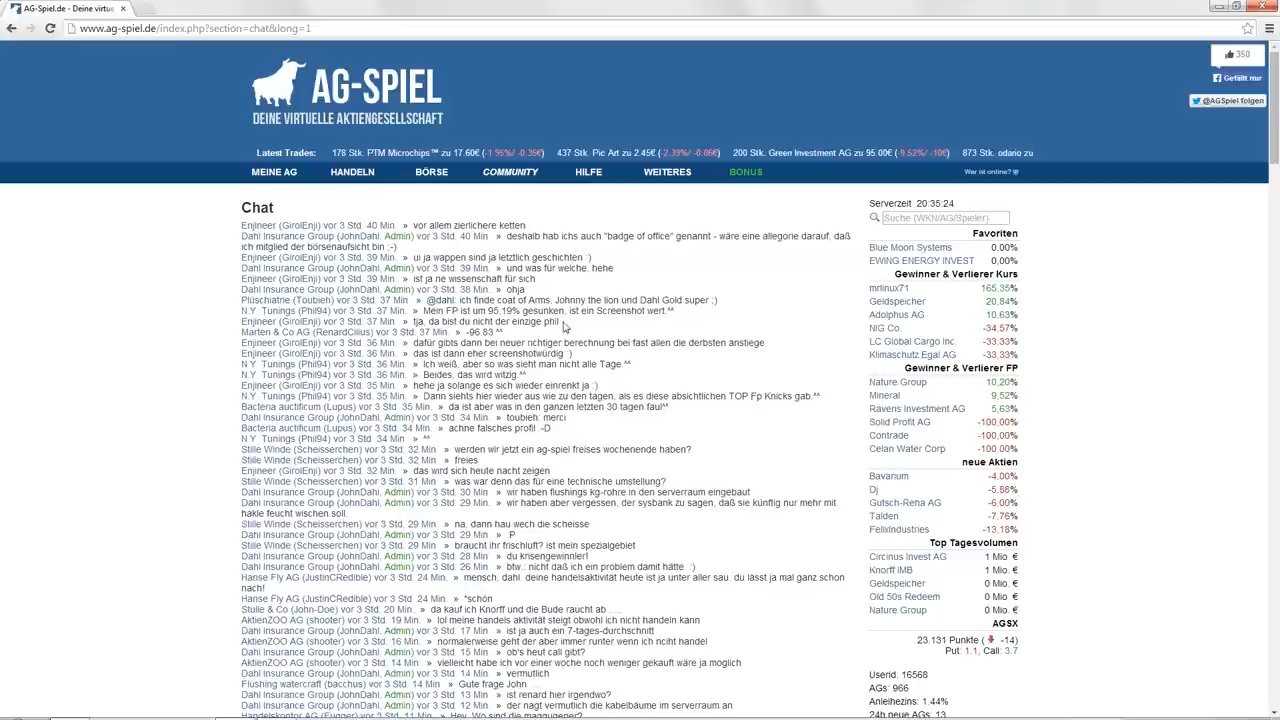 AG-Spiel.de - Deine virtue
www.ag-spiel.de/index.php?section=chat&long=1
350
Gefällt mir
@AGSpiel folgen
AG-SPIEL
DEINE VIRTUELLE AKTIENGESELLSCHAFT
Latest Trades: 178 Stk. PTM Microchips™ zu 17.60€ (-1.95%/ -0.35€) 437 Stk. Pic Art zu 2.45€ (-2.39%/ -0.06€) 200 Stk. Green Investment AG zu 95.00€ (-9.52%/ -10€) 873 Stk. odario zu
MEINE AG HANDELN BÖRSE COMMUNITY HILFE WEITERES BONUS Wer ist online?
Chat
Enjineer (GirolEnji) vor 3 Std. 40 Min. » vor allem zierlichere ketten
Dahl Insurance Group (JohnDahl, Admin) vor 3 Std. 40 Min. » deshalb hab ichs auch "badge of office" genannt - wäre eine allegorie darauf, daß
ich mitglied der börsenaufsicht bin ;-)
Enjineer (GirolEnji) vor 3 Std. 39 Min. » ui ja wappen sind ja letztlich geschichten :)
Dahl Insurance Group (JohnDahl, Admin) vor 3 Std. 39 Min. » und was für welche, hehe
Enjineer (GirolEnji) vor 3 Std. 39 Min. » ist ja ne wissenschaft für sich
Dahl Insurance Group (JohnDahl, Admin) vor 3 Std. 39 Min. » ohja
Plüschiatrie (Toubieh) vor 3 Std. 37 Min. » @dahl: ich finde coat of Arms, Johnny the lion und Dahl Gold super :)
N.Y. Tunings (Phil94) vor 3 Std. 37 Min. » Mein FP ist um 95,19% gesunken, ist ein Screenshot wert.^^
Enjineer (GirolEnji) vor 3 Std. 37 Min. » tja, da bist du nicht der einzige phil
Marten & Co AG (RenardCilius) vor 3 Std. 37 Min. » -96.83 ^^
Enjineer (GirolEnji) vor 3 Std. 36 Min. » dafür gibts dann bei neuer richtiger berechnung bei fast allen die derbsten anstiege
Enjineer (GirolEnji) vor 3 Std. 36 Min. » das ist dann eher screenshotwürdig :)
N.Y. Tunings (Phil94) vor 3 Std. 36 Min. » Ich weiß, aber so was sieht man nicht alle Tage.^^
N.Y. Tunings (Phil94) vor 3 Std. 36 Min. » Beides, das wird witzig.^^
Enjineer (GirolEnji) vor 3 Std. 35 Min. » hehe ja solange es sich wieder einrenkt ja :)
N.Y. Tunings (Phil94) vor 3 Std. 35 Min. » Dann siehts hier wieder aus wie zu den tagen, als es diese absichtlichen TOP Fp Knicks gab.^^
Bacteria auctificum (Lupus) vor 3 Std. 35 Min. » da ist aber was in den ganzen letzten 30 tagen faul^^
Dahl Insurance Group (JohnDahl, Admin) vor 3 Std. 34 Min. » toubieh: merci
Bacteria auctificum (Lupus) vor 3 Std. 34 Min. » achne falsches profil :-D
N.Y. Tunings (Phil94) vor 3 Std. 34 Min. » ^^
Stille Winde (Scheisserchen) vor 3 Std. 32 Min. » werden wir jetzt ein ag-spiel freises wochenende haben?
Stille Winde (Scheisserchen) vor 3 Std. 32 Min. » freies
Enjineer (GirolEnji) vor 3 Std. 32 Min. » das wird sich heute nacht zeigen
Stille Winde (Scheisserchen) vor 3 Std. 31 Min. » was war denn das für eine technische umstellung?
Dahl Insurance Group (JohnDahl, Admin) vor 3 Std. 30 Min. » wir haben flushings kg-rohre in den serverraum eingebaut
Dahl Insurance Group (JohnDahl, Admin) vor 3 Std. 29 Min. » wir haben aber vergessen, der sysbank zu sagen, daß sie künftig nur mehr mit
hakle feucht wischen soll.
Stille Winde (Scheisserchen) vor 3 Std. 29 Min. » na, dann hau wech die scheisse
Dahl Insurance Group (JohnDahl, Admin) vor 3 Std. 29 Min. » :P
Stille Winde (Scheisserchen) vor 3 Std. 29 Min. » braucht ihr frischluft? ist mein spezialgebiet
Dahl Insurance Group (JohnDahl, Admin) vor 3 Std. 28 Min. » du krisengewinnler!
Dahl Insurance Group (JohnDahl, Admin) vor 3 Std. 26 Min. » btw.: nicht daß ich ein problem damit hätte :)
Hanse Fly AG (JustinCRedible) vor 3 Std. 24 Min. » mensch, dahl. deine handelsaktivität heute ist ja unter aller sau. du lässt ja mal ganz schon
nach!
Hanse Fly AG (JustinCRedible) vor 3 Std. 24 Min. » *schön
Stulle & Co (John-Doe) vor 3 Std. 20 Min. » da kauf ich Knorff und die Bude raucht ab .....
AktienZOO AG (shooter) vor 3 Std. 19 Min. » lol meine handels aktivität steigt obwohl ich nicht handeln kann
Dahl Insurance Group (JohnDahl, Admin) vor 3 Std. 17 Min. » ist ja auch ein 7-tages-durchschnitt
AktienZOO AG (shooter) vor 3 Std. 16 Min. » normalerweise geht der aber immer runter wenn ich nciht handel
Dahl Insurance Group (JohnDahl, Admin) vor 3 Std. 15 Min. » ob's heut call gibt?
AktienZOO AG (shooter) vor 3 Std. 14 Min. » vielleicht habe ich vor einer woche noch weniger gekauft wäre ja moglich
Dahl Insurance Group (JohnDahl, Admin) vor 3 Std. 14 Min. » vermutlich
Flushing watercraft (bacchus) vor 3 Std. 14 Min. » Gute frage John
Dahl Insurance Group (JohnDahl, Admin) vor 3 Std. 13 Min. » ist renard hier irgendwo?
Dahl Insurance Group (JohnDahl, Admin) vor 3 Std. 12 Min. » der nagt vermutlich die kabelbäume im serverraum an
Serverzeit: 20:35:24
Suche (WKN/AG/Spieler)
Favoriten
Blue Moon Systems 0,00%
EWING ENERGY INVEST 0,00%
Gewinner & Verlierer Kurs
mrlinux71 165,35%
Geldspeicher 20,84%
Adolphus AG 10,63%
NIG Co. -34,57%
LC Global Cargo Inc. -33,33%
Klimaschutz Egal AG -33,33%
Gewinner & Verlierer FP
Nature Group 10,20%
Mineral 9,52%
Ravens Investment AG 5,63%
Solid Profit AG -100,00%
Contrade -100,00%
Celan Water Corp -100,00%
neue Aktien
Bavarium -4,00%
Dj -5,88%
Gutsch-Rena AG -6,00%
Talden -7,76%
FelixIndustries -13,18%
Top Tagesvolumen
Circinus Invest AG 1 Mio. €
Knorff IMB 1 Mio. €
Geldspeicher 0 Mio. €
Old 50s Redeem 0 Mio. €
Nature Group 0 Mio. €
AGSX
23.131 Punkte ( -14)
Put: 1.1, Call: 3.7
Userid: 16568
AGs: 966
Anleihezins: 1.44%
24h neue AGs: 13